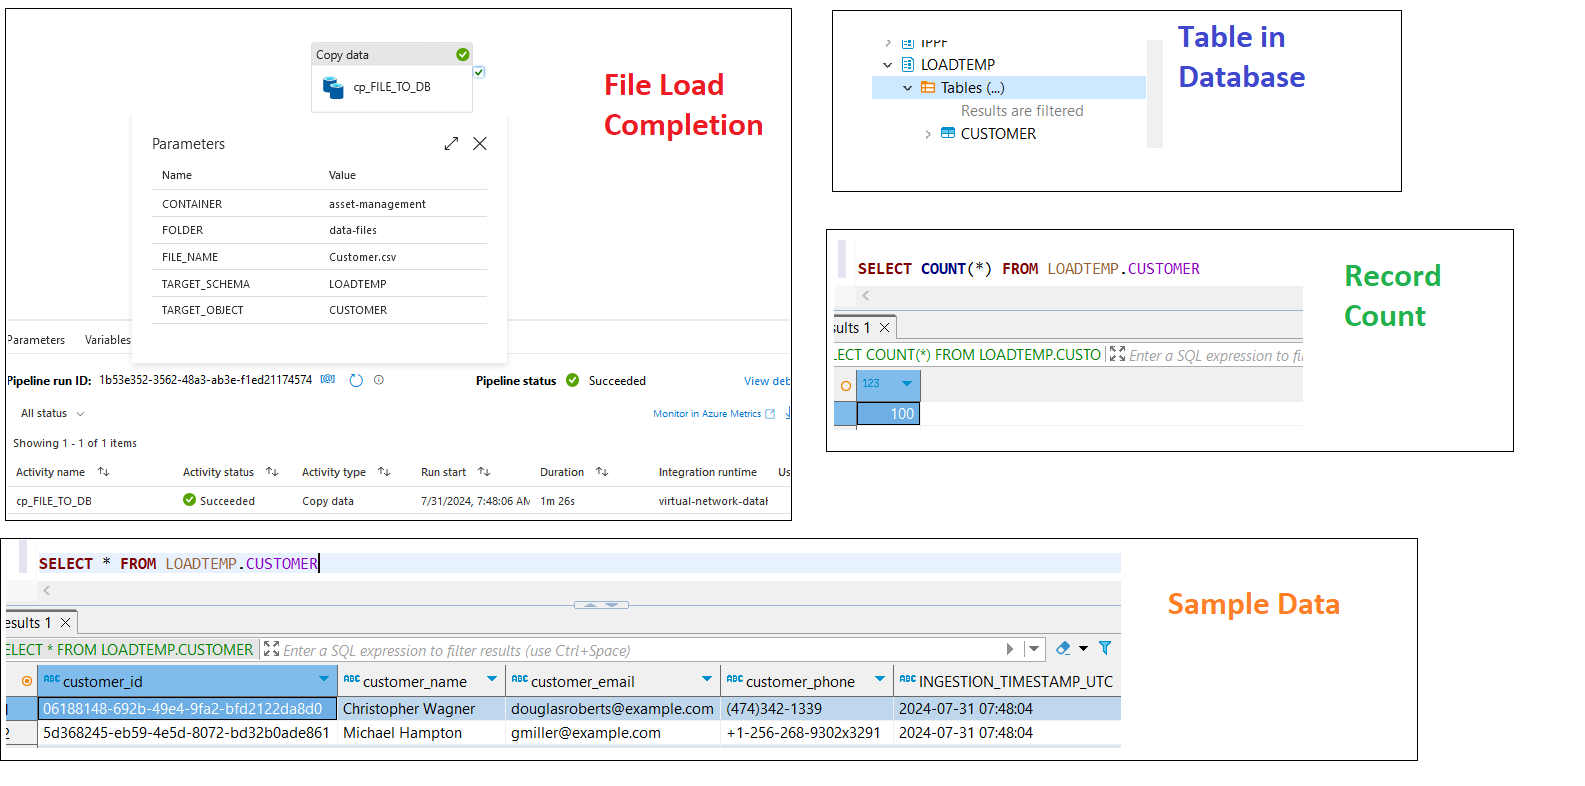 Copy data
cp_FILE_TO_DB
File Load
Completion
Parameters
Name Value
CONTAINER asset-management
FOLDER data-files
FILE_NAME Customer.csv
TARGET_SCHEMA LOADTEMP
TARGET_OBJECT CUSTOMER
Parameters Variables
Pipeline run ID: 1b53e352-3562-48a3-ab3e-f1ed21174574 Pipeline status Succeeded View deb
All status Monitor in Azure Metrics
Showing 1 - 1 of 1 items
Activity name Activity status Activity type Run start Duration Integration runtime Us
cp_FILE_TO_DB Succeeded Copy data 7/31/2024, 7:48:06 AM 1m 26s virtual-network-datal
Table in
Database
IPPF
LOADTEMP
Tables (...)
Results are filtered
CUSTOMER
SELECT COUNT(*) FROM LOADTEMP.CUSTOMER
Record
Count
sults 1
LECT COUNT(*) FROM LOADTEMP.CUSTO Enter a SQL expression to fi
123
100
SELECT * FROM LOADTEMP.CUSTOMER
Sample Data
esults 1
ELECT * FROM LOADTEMP.CUSTOMER Enter a SQL expression to filter results (use Ctrl+Space)
ABC customer_id ABC customer_name ABC customer_email ABC customer_phone ABC INGESTION_TIMESTAMP_UTC
1 06188148-692b-49e4-9fa2-bfd2122da8d0 Christopher Wagner douglasroberts@example.com (474)342-1339 2024-07-31 07:48:04
2 5d368245-eb59-4e5d-8072-bd32b0ade861 Michael Hampton gmiller@example.com +1-256-268-9302x3291 2024-07-31 07:48:04